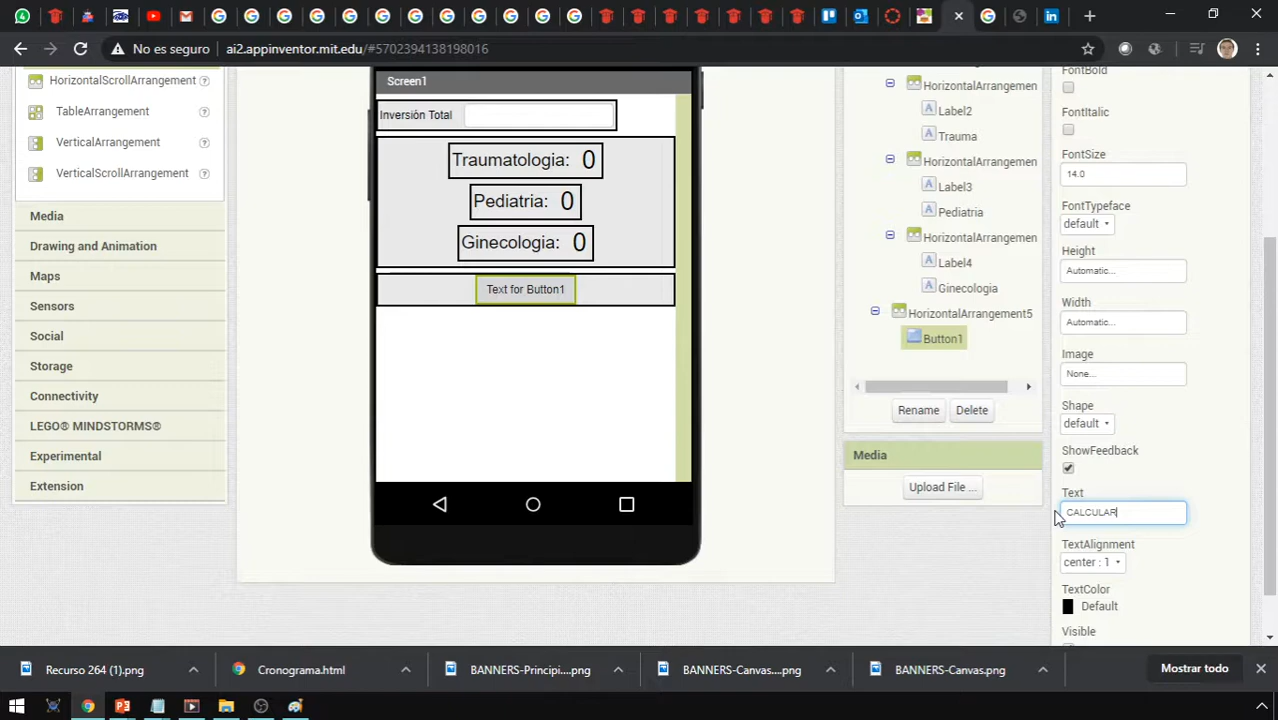 No es seguro
ai2.appinventor.mit.edu/#5702394138198016
HorizontalScrollArrangement
TableArrangement
VerticalArrangement
VerticalScrollArrangement
Media
Drawing and Animation
Maps
Sensors
Social
Storage
Connectivity
LEGO® MINDSTORMS®
Experimental
Extension
Screen1
Inversión Total
Traumatologia: 0
Pediatria: 0
Ginecologia: 0
Text for Button1
HorizontalArrangemen
Label2
Trauma
HorizontalArrangemen
Label3
Pediatria
HorizontalArrangemen
Label4
Ginecologia
HorizontalArrangement5
Button1
Rename Delete
Media
Upload File ...
FontBold
FontItalic
FontSize
14.0
FontTypeface
default
Height
Automatic...
Width
Automatic...
Image
None...
Shape
default
ShowFeedback
Text
CALCULAR
TextAlignment
center : 1
TextColor
Default
Visible
Recurso 264 (1).png
Cronograma.html
BANNERS-Principi....png
BANNERS-Canvas....png
BANNERS-Canvas.png
Mostrar todo